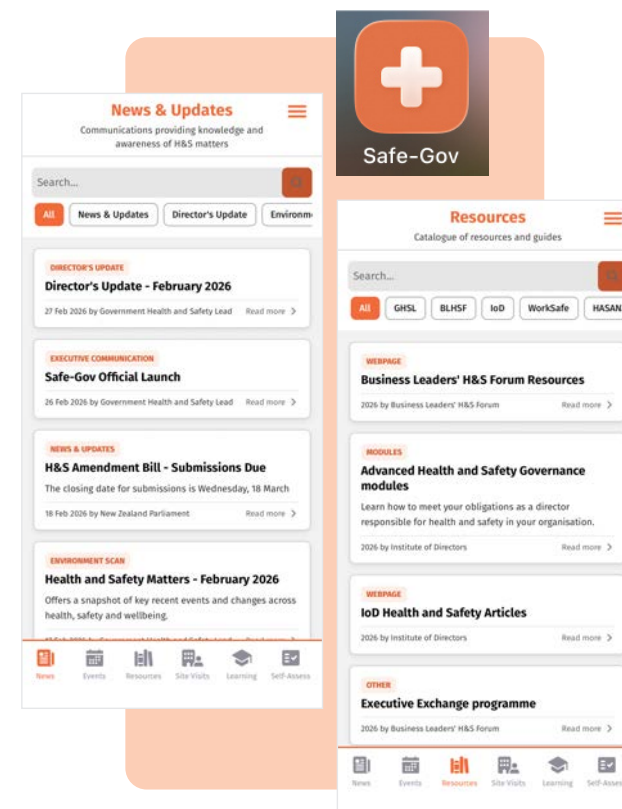 Safe-Gov
News & Updates
Communications providing knowledge and
awareness of H&S matters
Search...
All
News & Updates
Director's Update
DIRECTOR'S UPDATE
Director's Update - February 2026
27 Feb 2026 by Government Health and Safety Lead
Read more
EXECUTIVE COMMUNICATION
Safe-Gov Official Launch
26 Feb 2026 by Government Health and Safety Lead
Read more
NEWS & UPDATES
H&S Amendment Bill - Submissions Due
The closing date for submissions is Wednesday, 18 March
18 Feb 2026 by New Zealand Parliament
Read more
ENVIRONMENT SCAN
Health and Safety Matters - February 2026
Offers a snapshot of key recent events and changes across
health, safety and wellbeing.
News
Events
Resources
Site Visits
Learning
Self-Assess
Resources
Catalogue of resources and guides
Search...
All
GHSL
BLHSF
IoD
WorkSafe
HASAN
WEBPAGE
Business Leaders' H&S Forum Resources
2026 by Business Leaders' H&S Forum
Read more
MODULES
Advanced Health and Safety Governance
modules
Learn how to meet your obligations as a director
responsible for health and safety in your organisation.
2026 by Institute of Directors
Read more
WEBPAGE
IoD Health and Safety Articles
2026 by Institute of Directors
Read more
OTHER
Executive Exchange programme
2026 by Business Leaders' H&S Forum
Read more
News
Events
Resources
Site Visits
Learning
Self-Asses